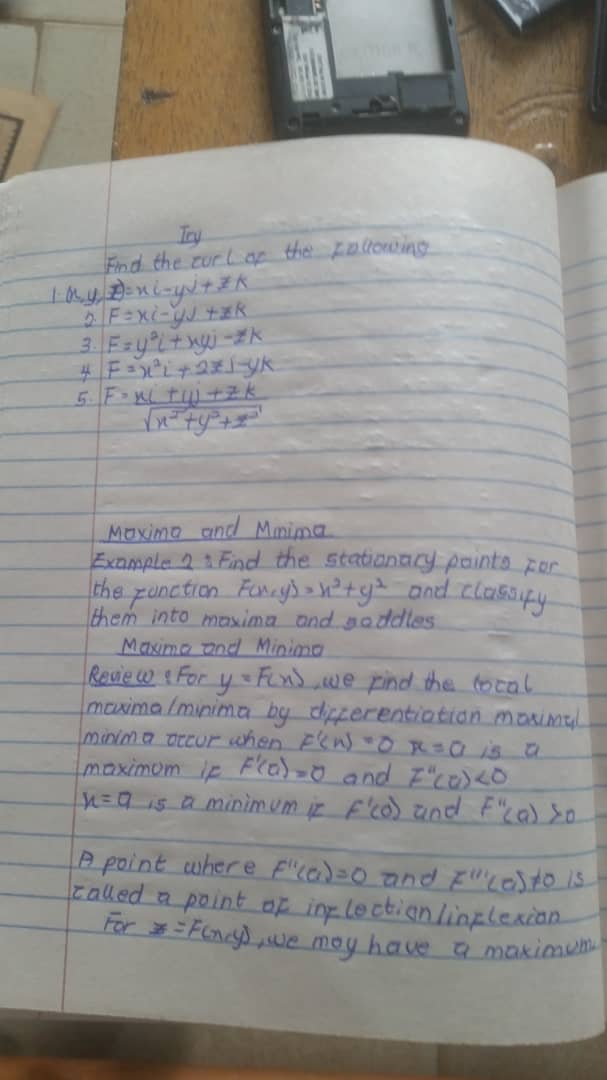 Try
Find the curl of the following
1. (x, y, z) = xi - yj + zk
2. F = xi - yj + zk
3. F = y²i + xyj - zk
4 F = x²i + 2zj - yk
5. F = xi + yj + zk
√x² + y² + z²
Maxima and Minima
Example 2: Find the stationary points for
the function F(x,y) = x² + y² and classify
them into maxima and saddles
Maxima and Minima
Review: For y = F(x), we find the local
maxima/minima by differentiation maximal
minima occur when F'(x) = 0 x = a is a
maximum if F'(a) = 0 and F"(a) < 0
x = a is a minimum if F'(a) and F"(a) > 0
A point where F"(a) = 0 and F'''(a) ≠ 0 is
called a point of inflection/inflexion
For z = F(x,y), we may have a maximum